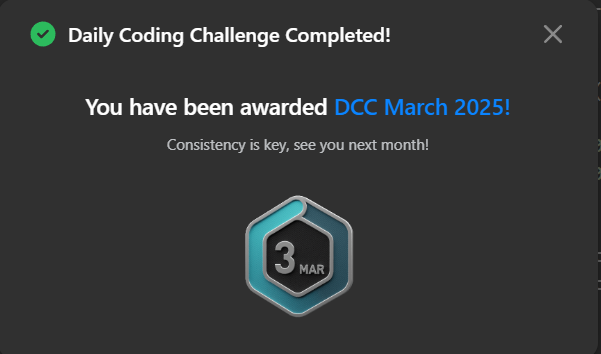 Daily Coding Challenge Completed!
You have been awarded DCC March 2025!
Consistency is key, see you next month!
3 MAR